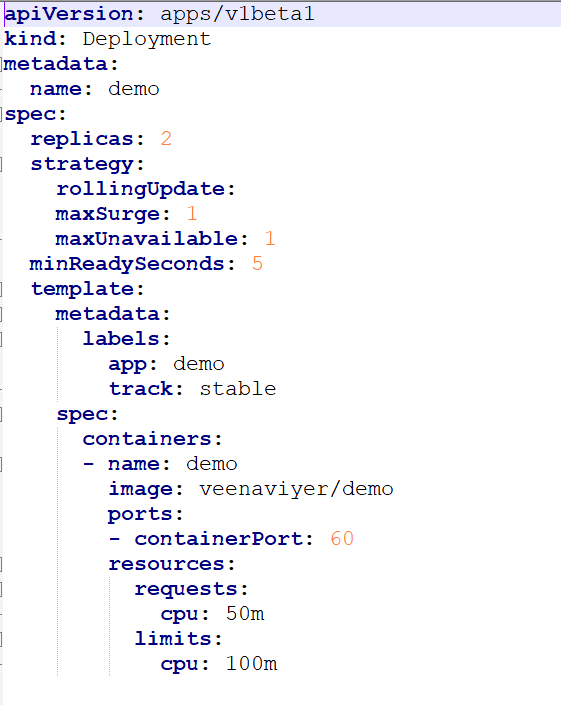 apiVersion: apps/v1beta1
kind: Deployment
metadata:
  name: demo
spec:
  replicas: 2
  strategy:
    rollingUpdate:
    maxSurge: 1
    maxUnavailable: 1
  minReadySeconds: 5
  template:
    metadata:
      labels:
        app: demo
        track: stable
    spec:
      containers:
      - name: demo
        image: veenaviyer/demo
        ports:
        - containerPort: 60
        resources:
          requests:
            cpu: 50m
          limits:
            cpu: 100m